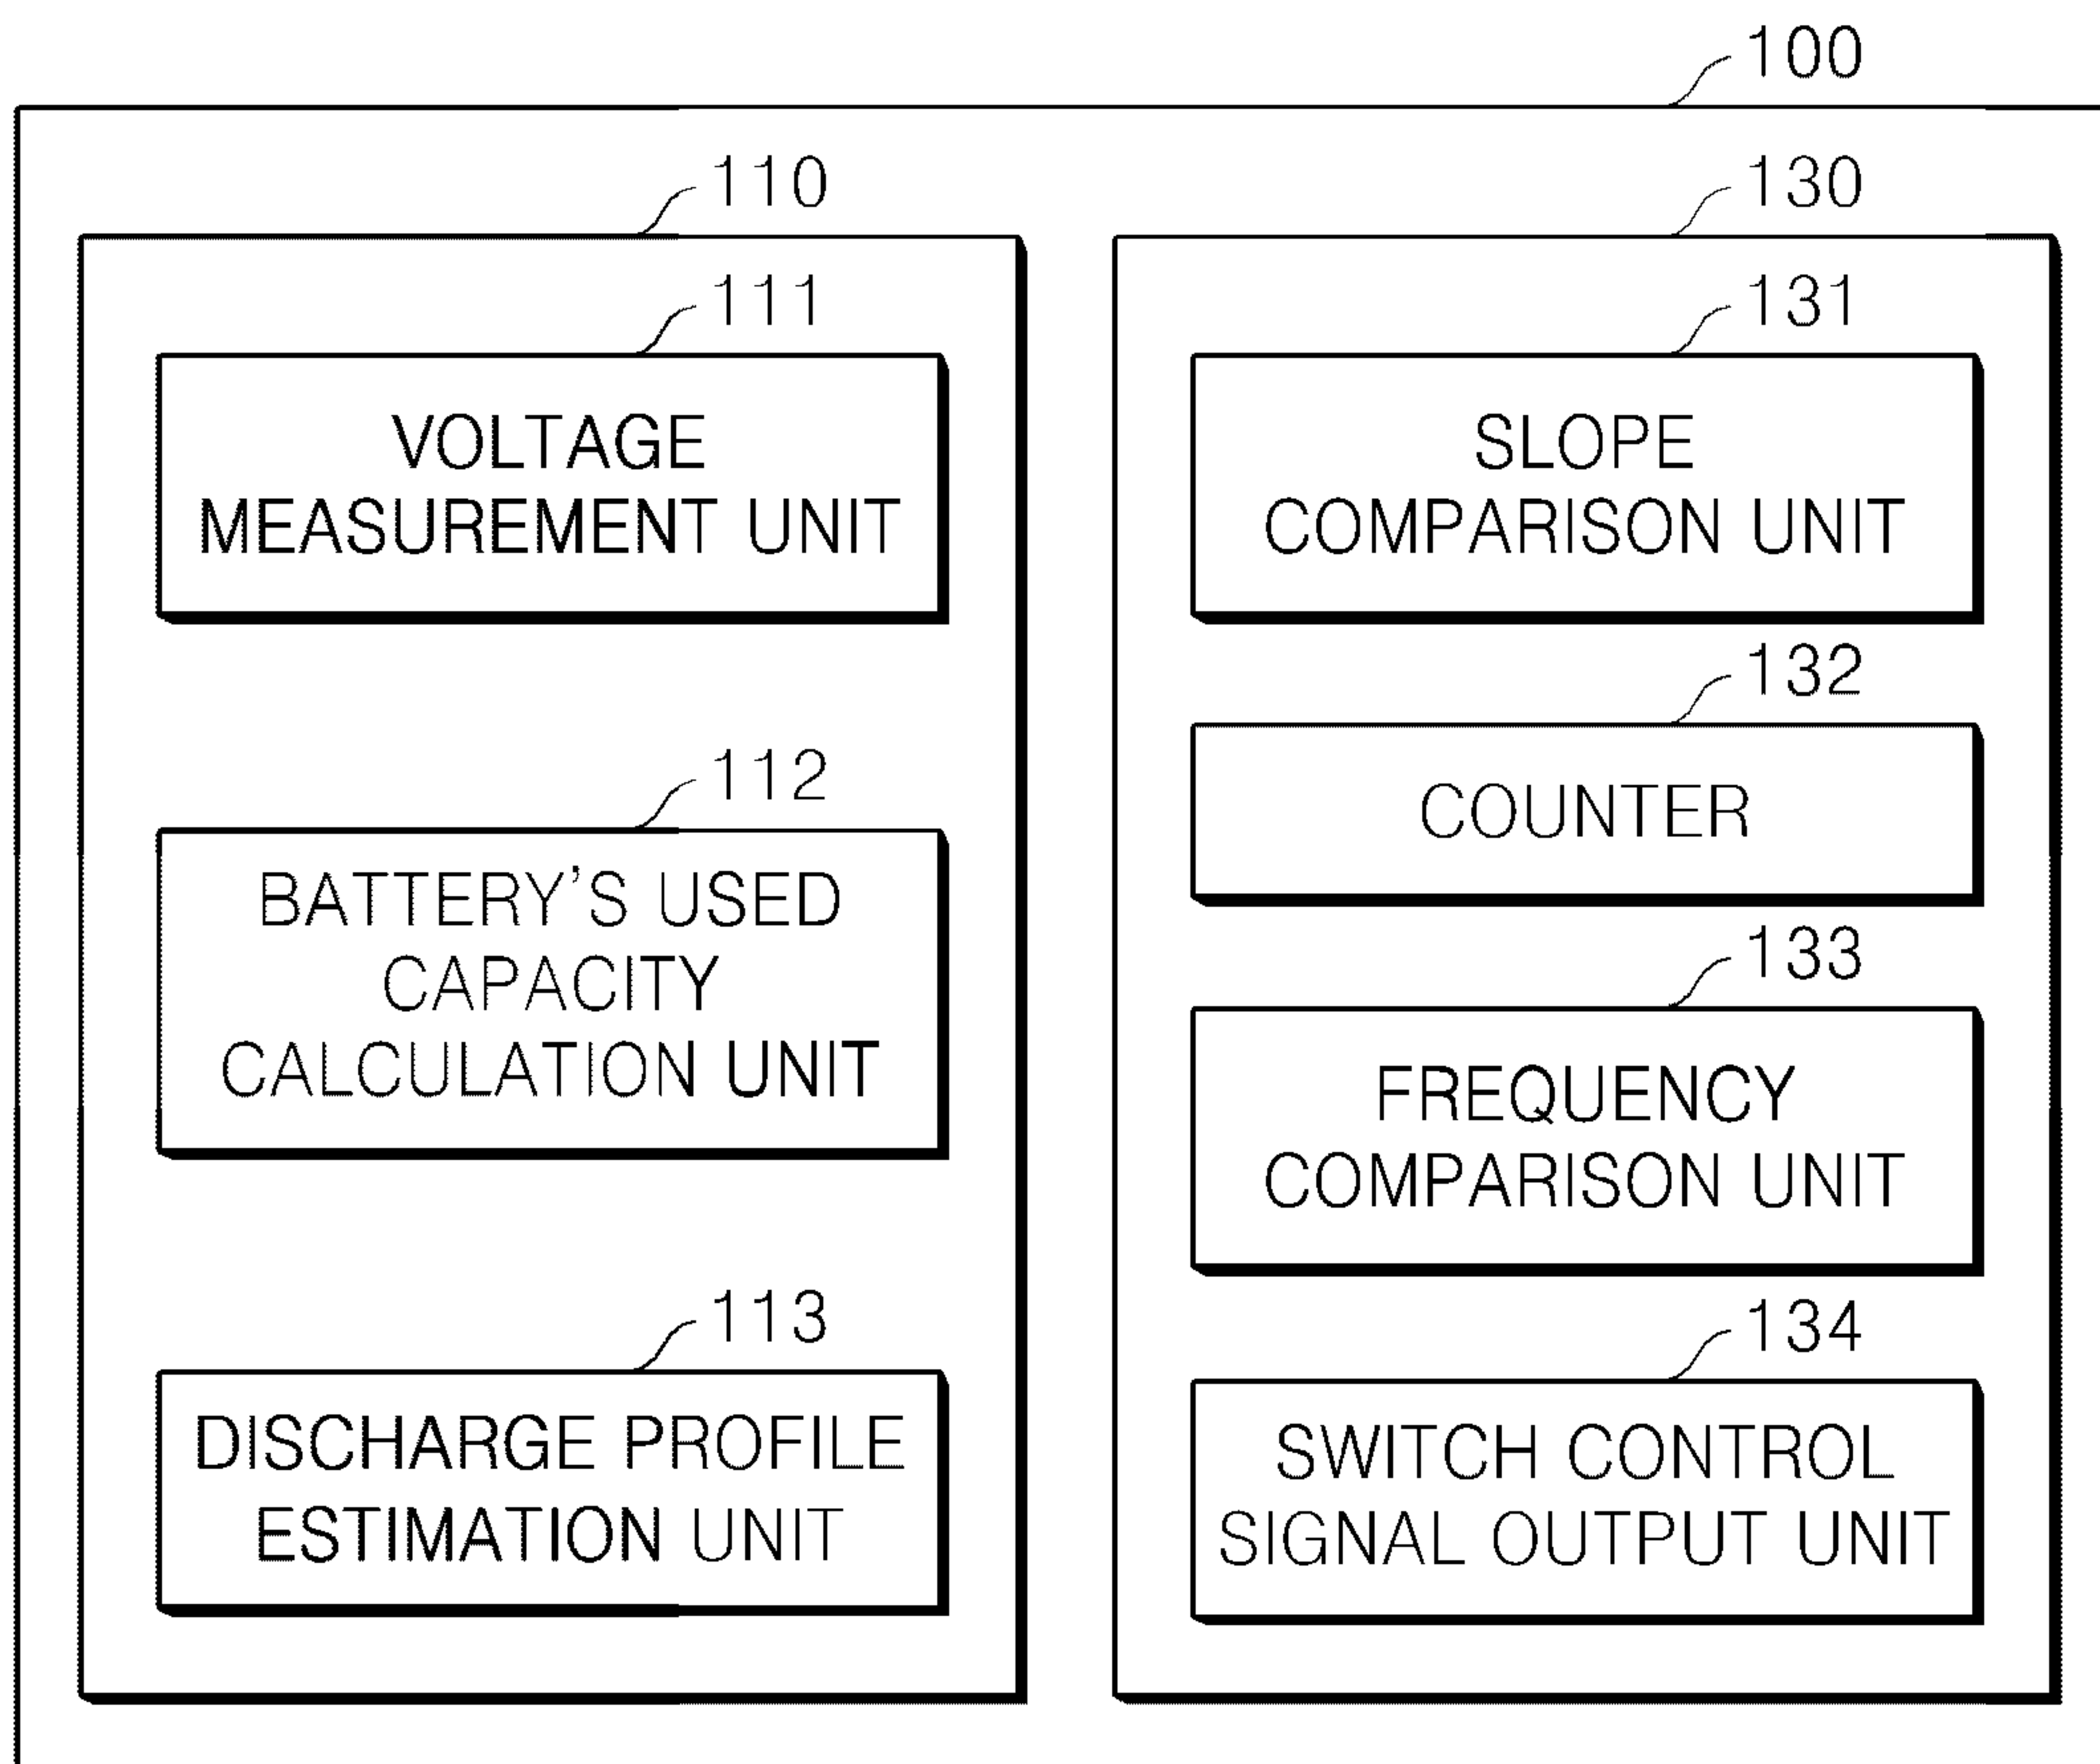 100
110
111
VOLTAGE
MEASUREMENT UNIT
112
BATTERY'S USED
CAPACITY
CALCULATION UNIT
113
DISCHARGE PROFILE
ESTIMATION UNIT
130
131
SLOPE
COMPARISON UNIT
132
COUNTER
133
FREQUENCY
COMPARISON UNIT
134
SWITCH CONTROL
SIGNAL OUTPUT UNIT